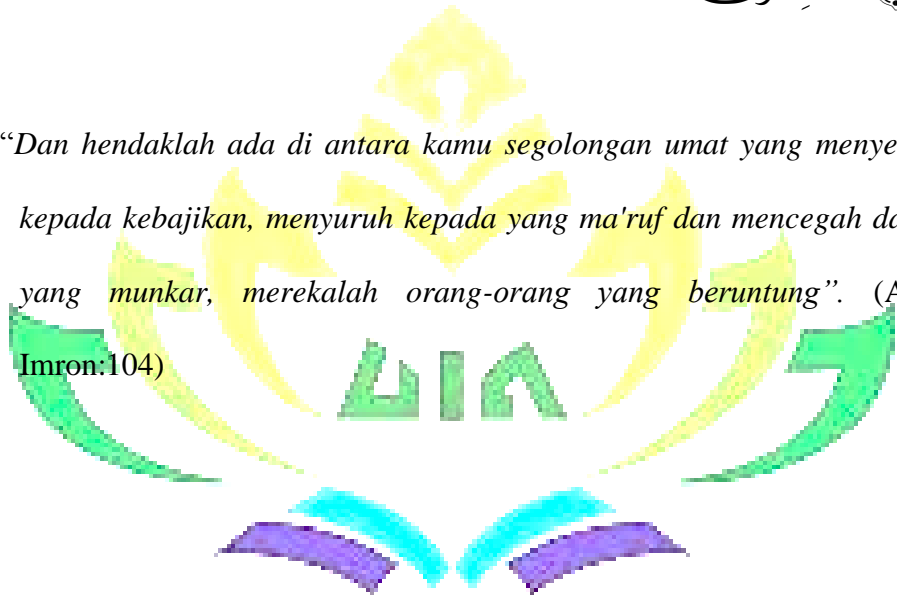 “Dan hendaklah ada di antara kamu segolongan umat yang menye
kepada kebajikan, menyuruh kepada yang ma'ruf dan mencegah da
yang munkar, merekalah orang-orang yang beruntung”. (A
Imron:104)
UIN